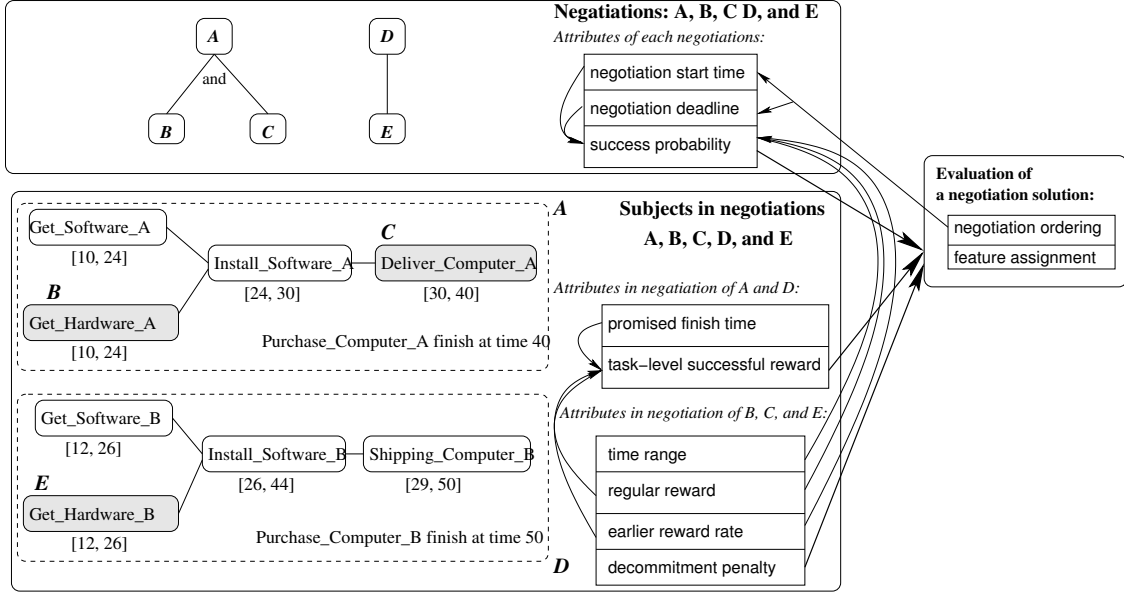 Negatiations: A, B, C D, and E
Attributes of each negotiations:
A
and
B
C
D
E
negotiation start time
negotiation deadline
success probability
Evaluation of
a negotiation solution:
negotiation ordering
feature assignment
Subjects in negotiations
A, B, C, D, and E
A
Get_Software_A
[10, 24]
B
Get_Hardware_A
[10, 24]
Install_Software_A
[24, 30]
C
Deliver_Computer_A
[30, 40]
Purchase_Computer_A finish at time 40
Attributes in negotiation of A and D:
promised finish time
task-level successful reward
Get_Software_B
[12, 26]
E
Get_Hardware_B
[12, 26]
Install_Software_B
[26, 44]
Shipping_Computer_B
[29, 50]
Purchase_Computer_B finish at time 50
D
Attributes in negotiation of B, C, and E:
time range
regular reward
earlier reward rate
decommitment penalty